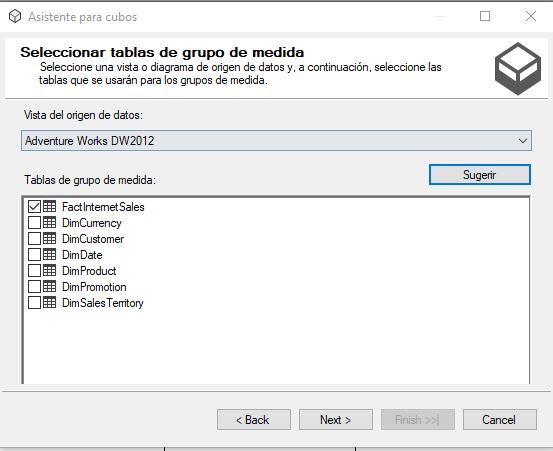 Asistente para cubos
Seleccionar tablas de grupo de medida
Seleccione una vista o diagrama de origen de datos y, a continuación, seleccione las
tablas que se usarán para los grupos de medida.
Vista del origen de datos:
Adventure Works DW2012
Sugerir
Tablas de grupo de medida:
FactInternetSales
DimCurrency
DimCustomer
DimDate
DimProduct
DimPromotion
DimSalesTerritory
< Back
Next >
Finish >>|
Cancel